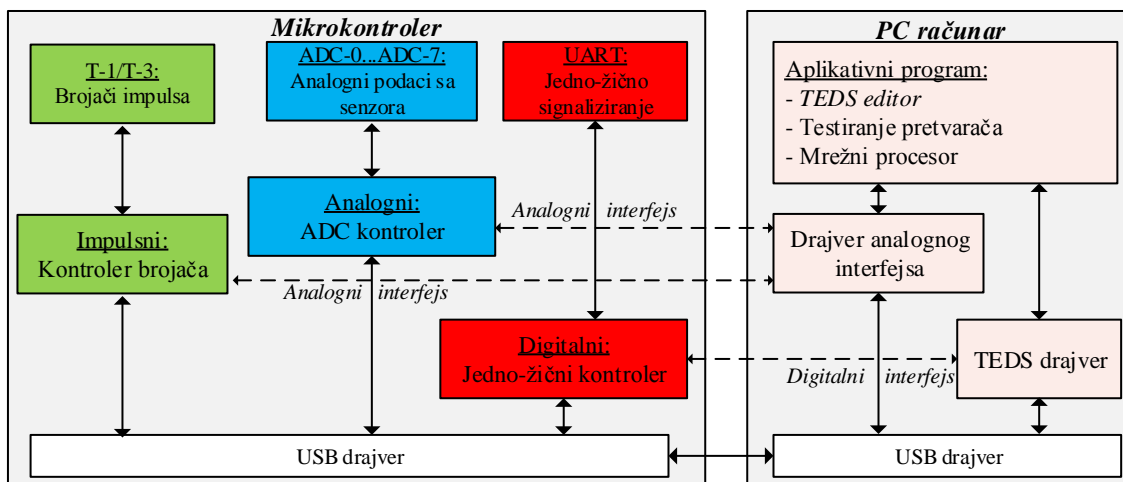 Mikrokontroler
T-1/T-3:
Brojači impulsa
ADC-0...ADC-7:
Analogni podaci sa
senzora
UART:
Jedno-žično
signaliziranje
Analogni:
ADC kontroler
Impulsni:
Kontroler brojača
Analogni interfejs
Analogni interfejs
Digitalni:
Jedno-žični kontroler
USB drajver
PC računar
Aplikativni program:
- TEDS editor
- Testiranje pretvarača
- Mrežni procesor
Drajver analognog
interfejsa
TEDS drajver
Digitalni interfejs
USB drajver